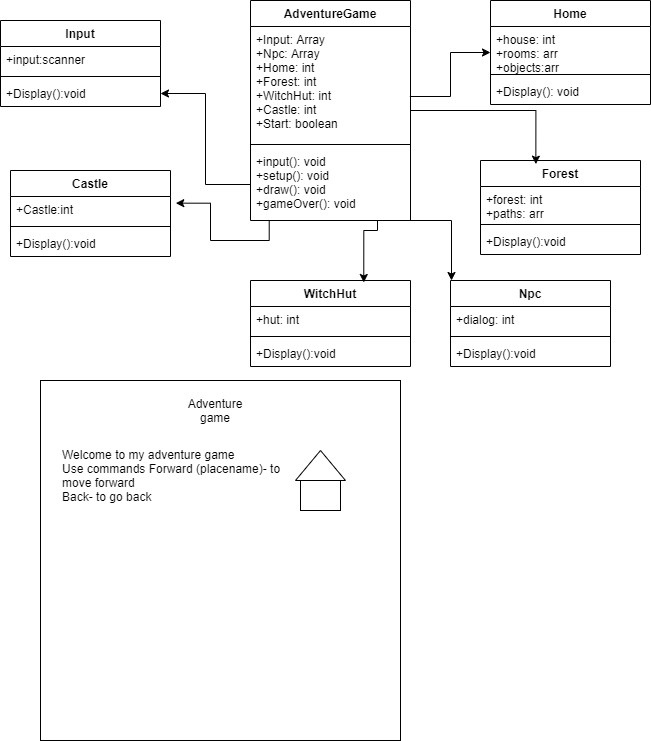 Input
+input:scanner
+Display():void
AdventureGame
+Input: Array
+Npc; Array
+Home: int
+Forest: int
+WitchHut: int
+Castle: int
+Start: boolean
+input(): void
+setup(): void
+draw(): void
+gameOver(): void
Home
+house: int
+rooms: arr
+objects:arr
+Display(): void
Castle
+Castle:int
+Display():void
Forest
+forest: int
+paths: arr
+Display():void
WitchHut
+hut: int
+Display():void
Npc
+dialog: int
+Display():void
Adventure
game
Welcome to my adventure game
Use commands Forward (placename)- to
move forward
Back- to go back